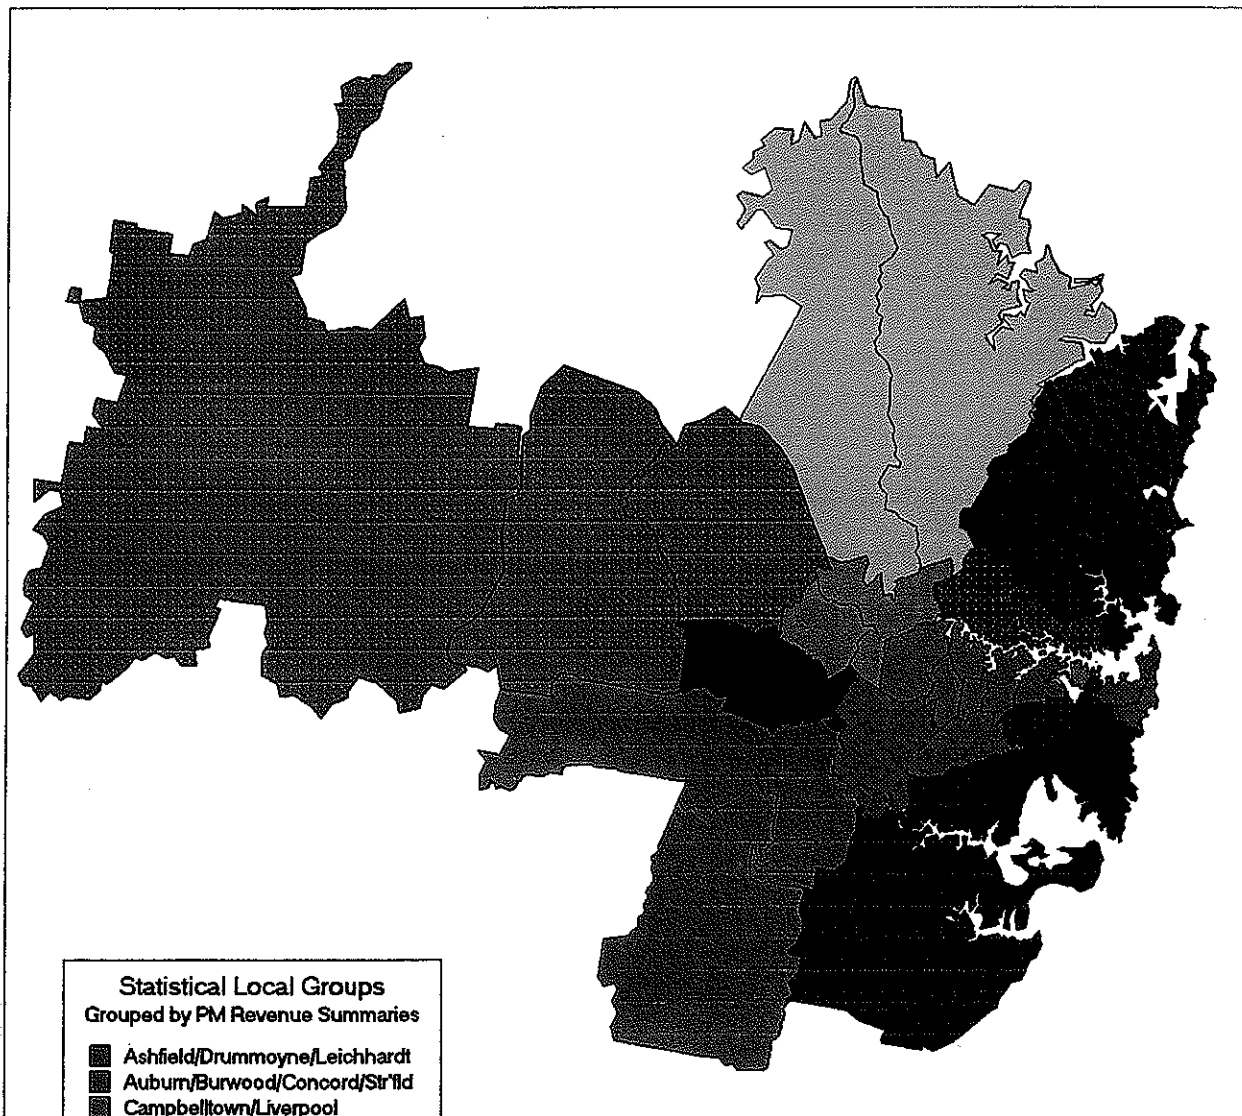 Statistical Local Groups
Grouped by PM Revenue Summaries
Ashfield/Drummoyne/Leichhardt
Auburn/Burwood/Concord/Str'fld
Campbelltown/Liverpool